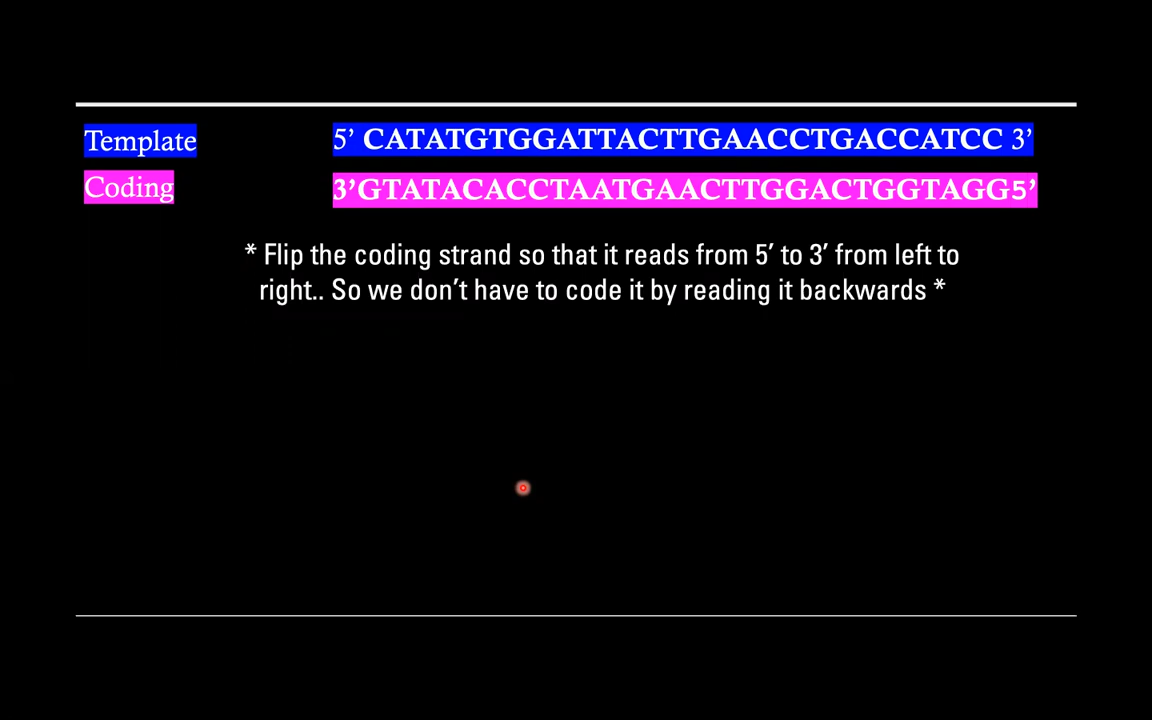 Template
5’ CATATGTGGATTACTTGAACCTGACCATCC 3’
Coding
3’GTATACACCTAATGAACTTGGACTGGTAGG5’
* Flip the coding strand so that it reads from 5’ to 3’ from left to
right.. So we don’t have to code it by reading it backwards *